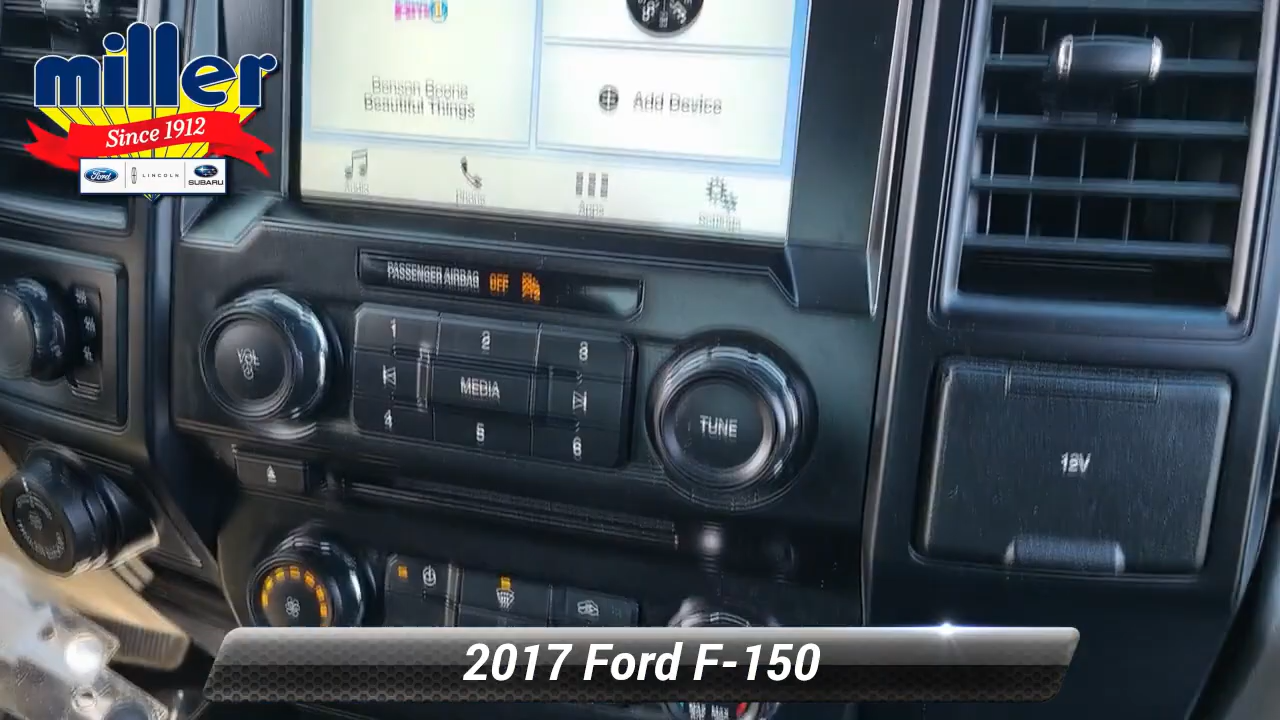 miller
Since 1912
Ford
LINCOLN
SUBARU
Benson Boone
Beautiful Things
Add Device
Audio
Phone
Apps
Settings
PASSENGER AIRBAG OFF
VOL
1
2
3
MEDIA
4
5
6
TUNE
12V
2017 Ford F-150